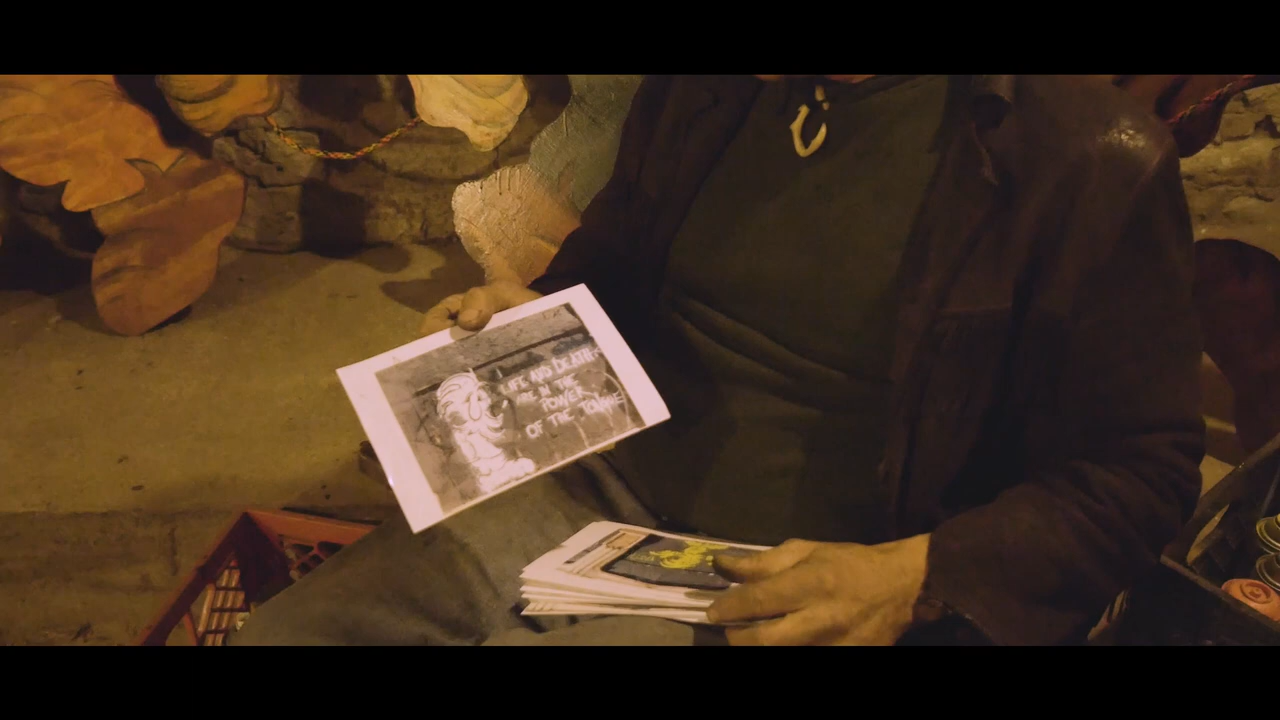 LIFE AND DEATH
ARE IN THE
POWER
OF THE TONGUE